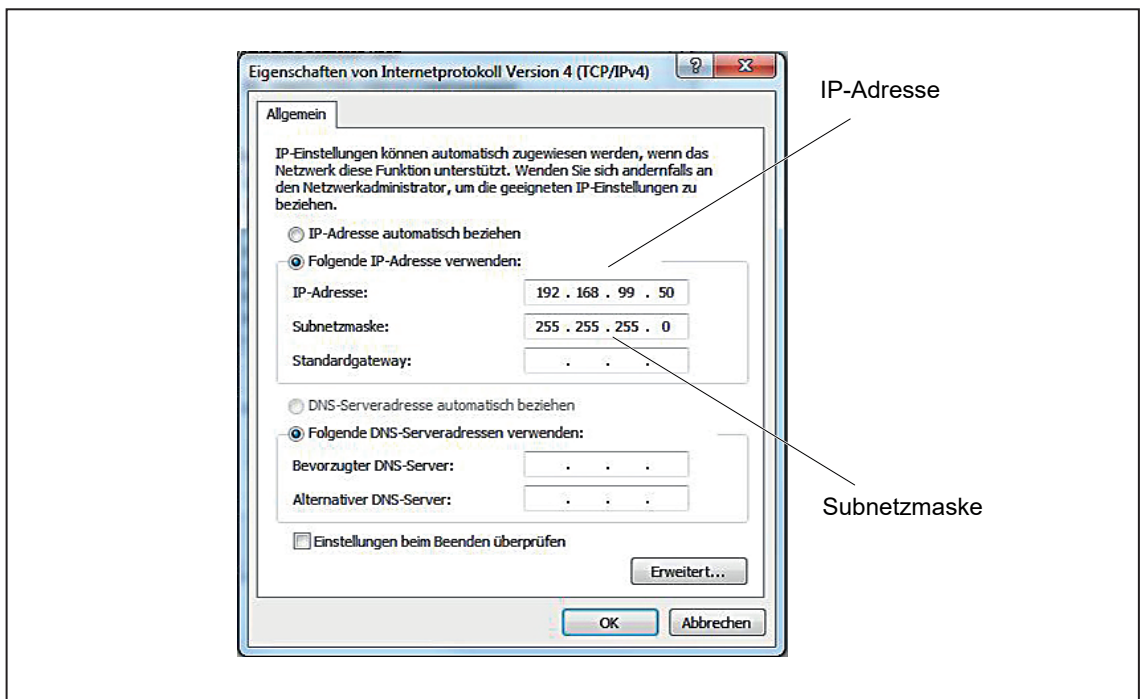 Eigenschaften von Internetprotokoll Version 4 (TCP/IPv4)
IP-Adresse
Allgemein
IP-Einstellungen können automatisch zugewiesen werden, wenn das
Netzwerk diese Funktion unterstützt. Wenden Sie sich andernfalls an
den Netzwerkadministrator, um die geeigneten IP-Einstellungen zu
beziehen.
IP-Adresse automatisch beziehen
Folgende IP-Adresse verwenden:
IP-Adresse: 192 . 168 . 99 . 50
Subnetzmaske: 255 . 255 . 255 . 0
Standardgateway: . . .
DNS-Serveradresse automatisch beziehen
Folgende DNS-Serveradressen verwenden:
Bevorzugter DNS-Server: . . .
Alternativer DNS-Server: . . .
Subnetzmaske
Einstellungen beim Beenden überprüfen
Erweitert...
OK Abbrechen